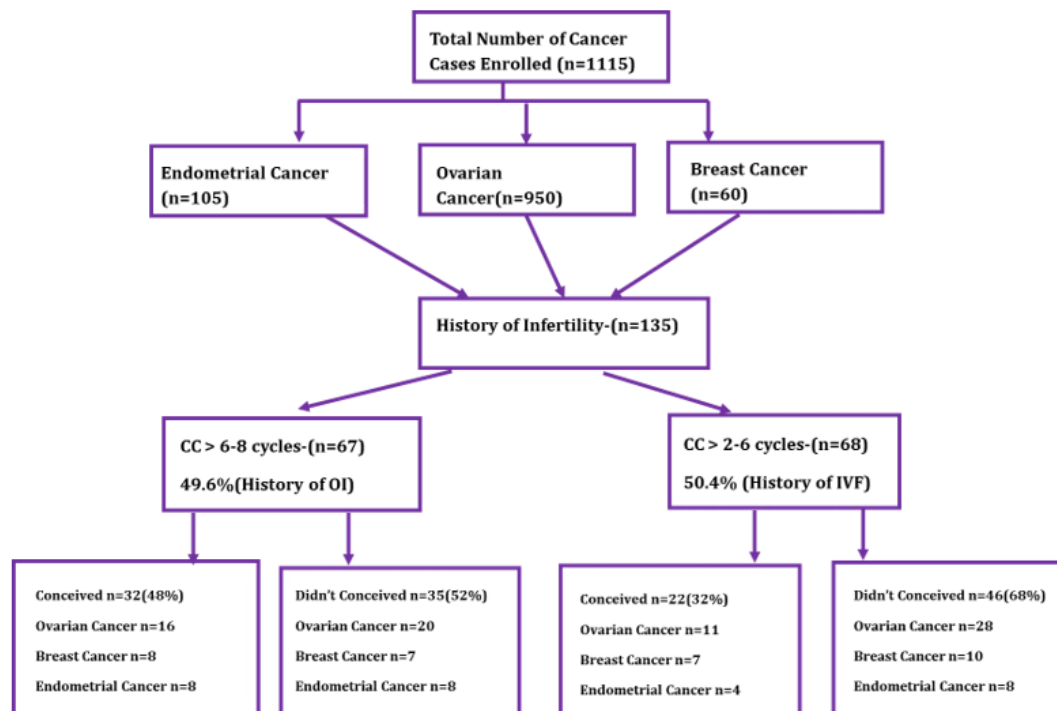 Total Number of Cancer
Cases Enrolled (n=1115)
Endometrial Cancer
(n=105)
Ovarian
Cancer(n=950)
Breast Cancer
(n=60)
History of Infertility-(n=135)
CC > 6-8 cycles-(n=67)
49.6%(History of OI)
CC > 2-6 cycles-(n=68)
50.4% (History of IVF)
Conceived n=32(48%)
Ovarian Cancer n=16
Breast Cancer n=8
Endometrial Cancer n=8
Didn't Conceived n=35(52%)
Ovarian Cancer n=20
Breast Cancer n=7
Endometrial Cancer n=8
Conceived n=22(32%)
Ovarian Cancer n=11
Breast Cancer n=7
Endometrial Cancer n=4
Didn't Conceived n=46(68%)
Ovarian Cancer n=28
Breast Cancer n=10
Endometrial Cancer n=8